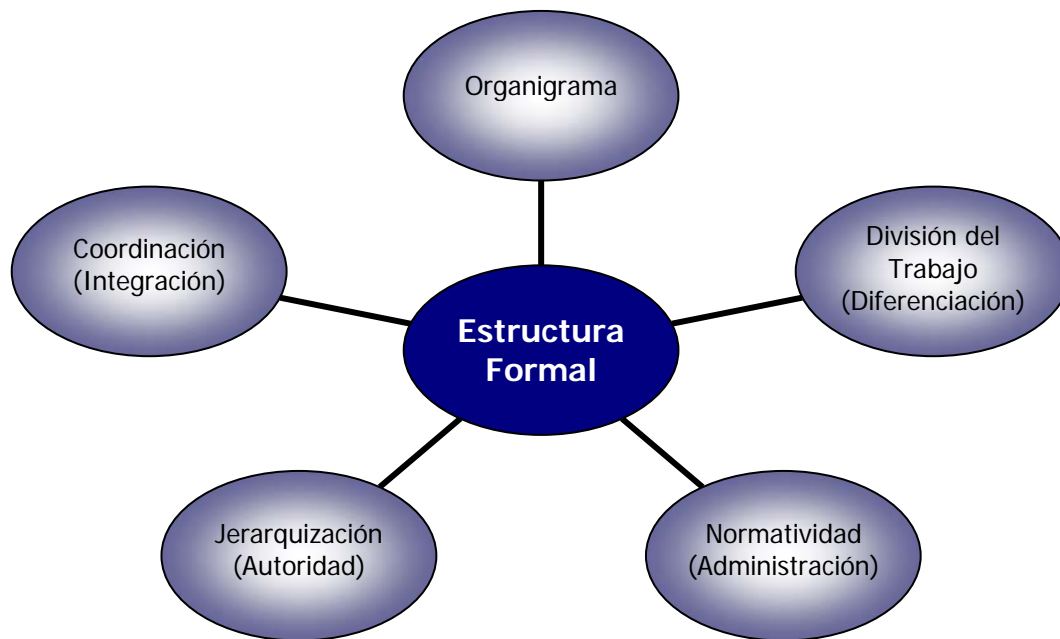 Organigrama
Coordinación
(Integración)
División del
Trabajo
(Diferenciación)
Estructura
Formal
Jerarquización
(Autoridad)
Normatividad
(Administración)